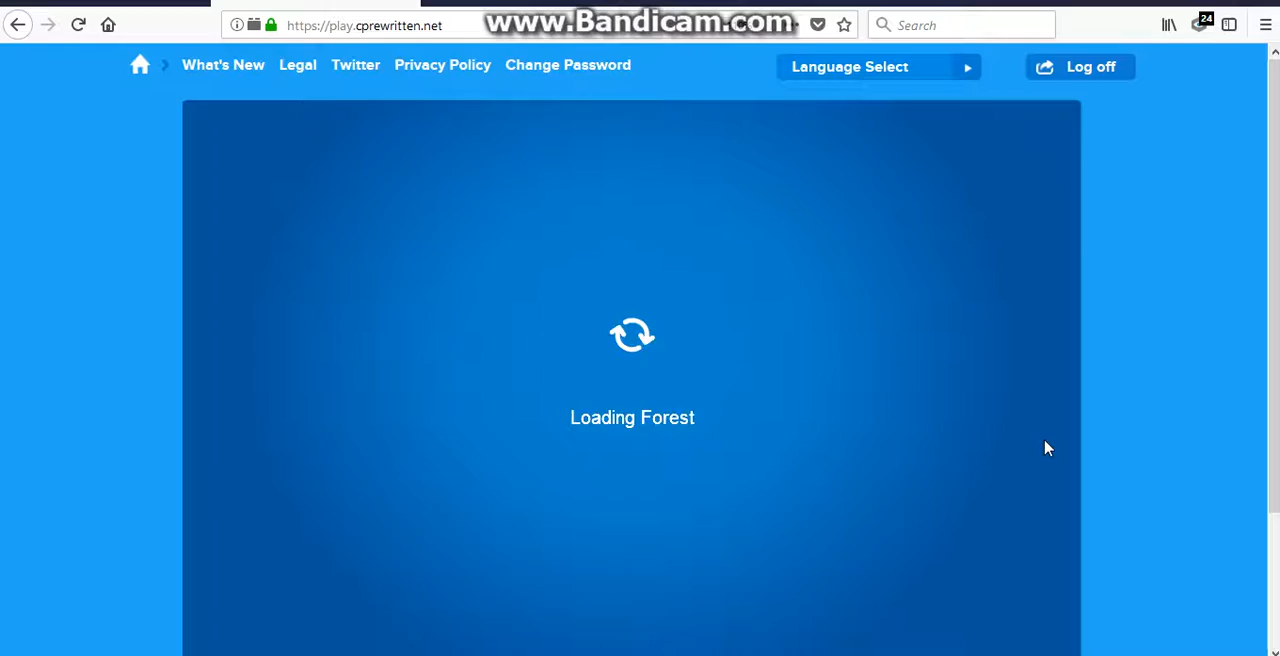 www.Bandicam.com
https://play.cprewritten.net
Search
24
What's New
Legal
Twitter
Privacy Policy
Change Password
Language Select
Log off
Loading Forest